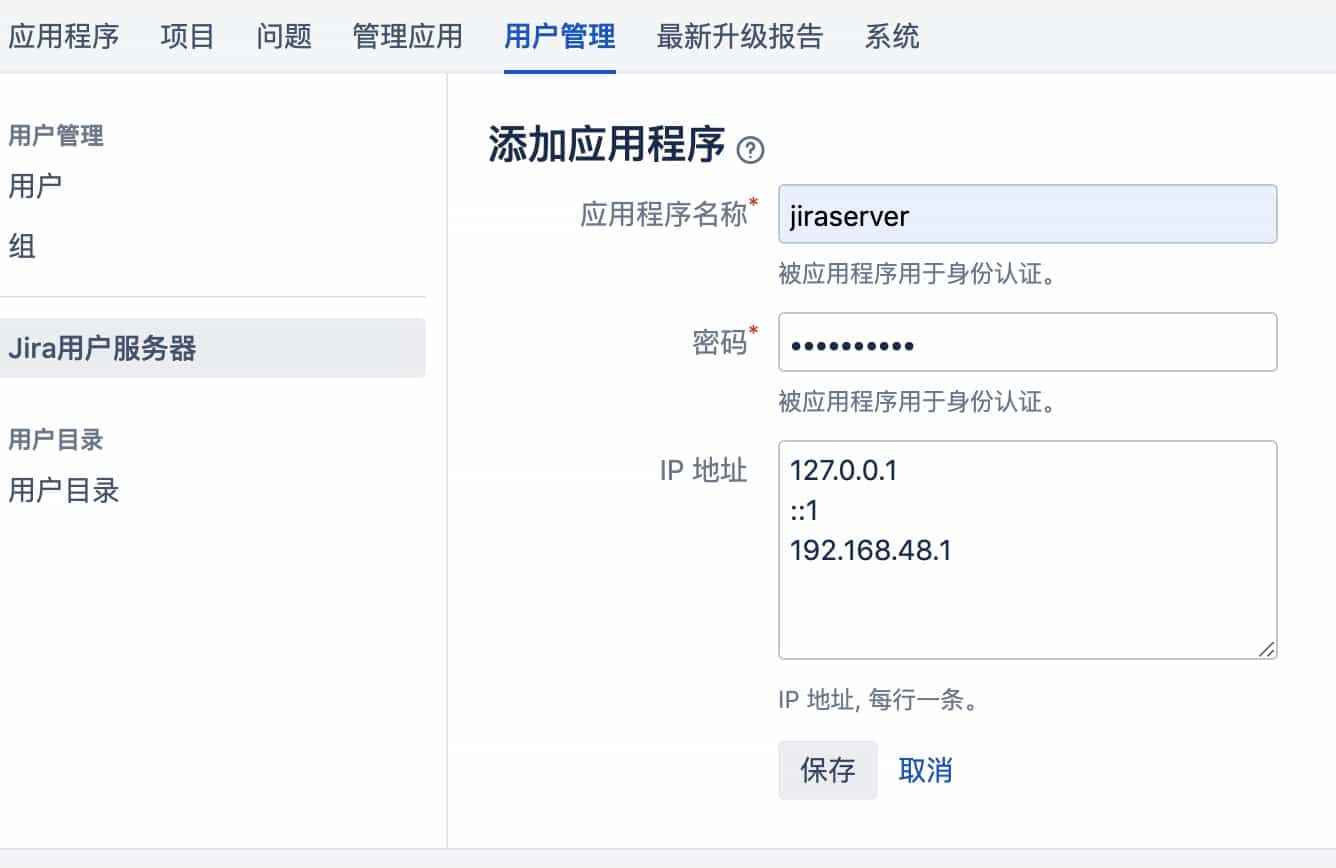 应用程序 项目 问题 管理应用 用户管理 最新升级报告 系统
用户管理
用户
组
Jira用户服务器
用户目录
用户目录
添加应用程序 ?
应用程序名称* jiraserver
被应用程序用于身份认证。
密码* ••••••••••
被应用程序用于身份认证。
IP 地址 127.0.0.1
::1
192.168.48.1
IP 地址, 每行一条。
保存 取消